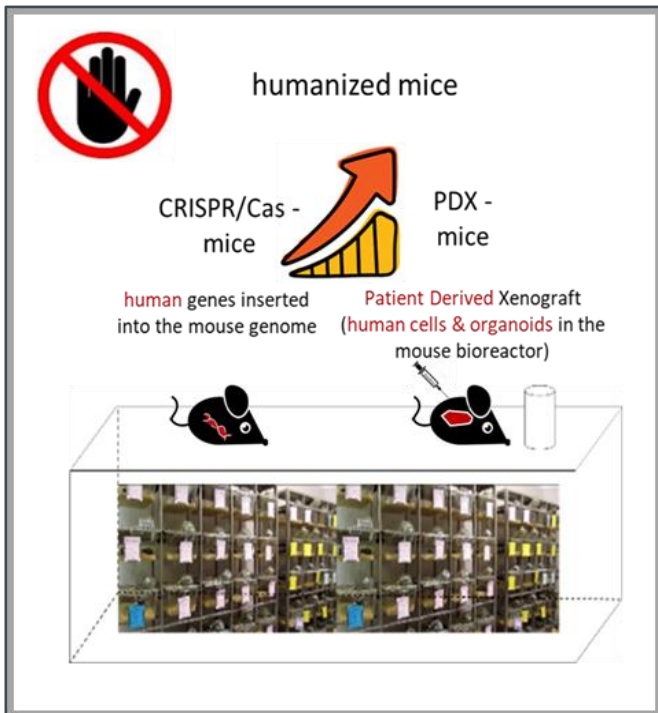 humanized mice
CRISPR/Cas -
mice
PDX -
mice
human genes inserted
into the mouse genome
Patient Derived Xenograft
(human cells & organoids in the
mouse bioreactor)